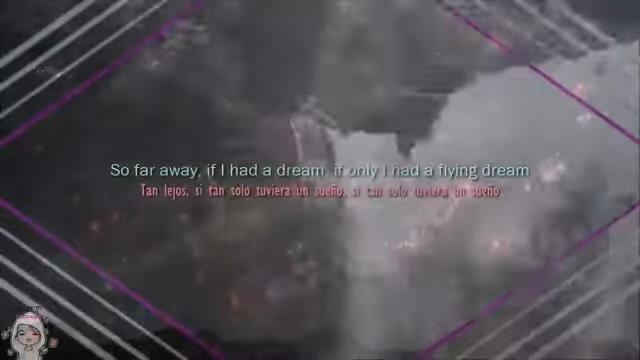 So far away, if I had a dream, if only I had a flying dream
Tan lejos, si tan solo tuviera un sueño, si tan solo tuviera un sueño